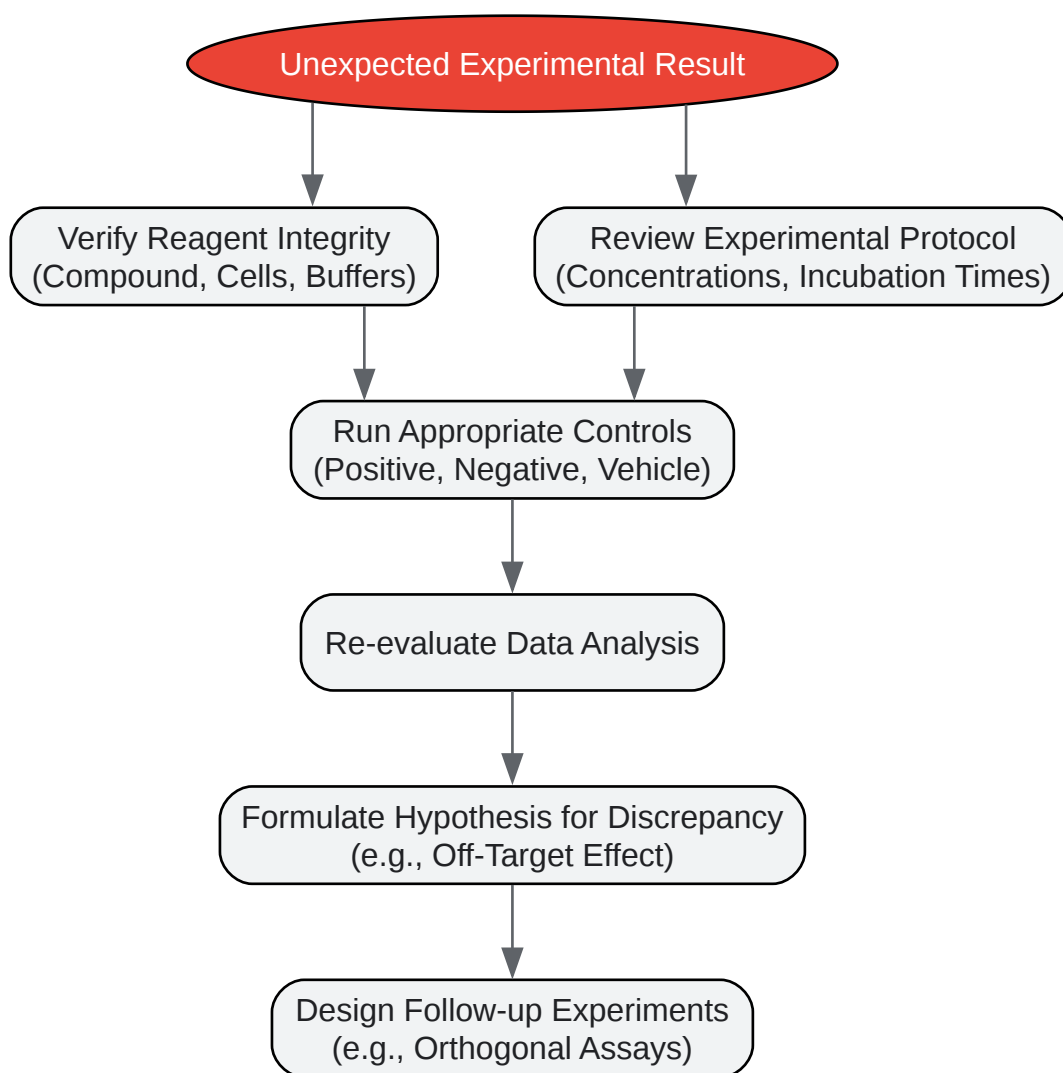 Unexpected Experimental Result
Verify Reagent Integrity
(Compound, Cells, Buffers)
Review Experimental Protocol
(Concentrations, Incubation Times)
Run Appropriate Controls
(Positive, Negative, Vehicle)
Re-evaluate Data Analysis
Formulate Hypothesis for Discrepancy
(e.g., Off-Target Effect)
Design Follow-up Experiments
(e.g., Orthogonal Assays)